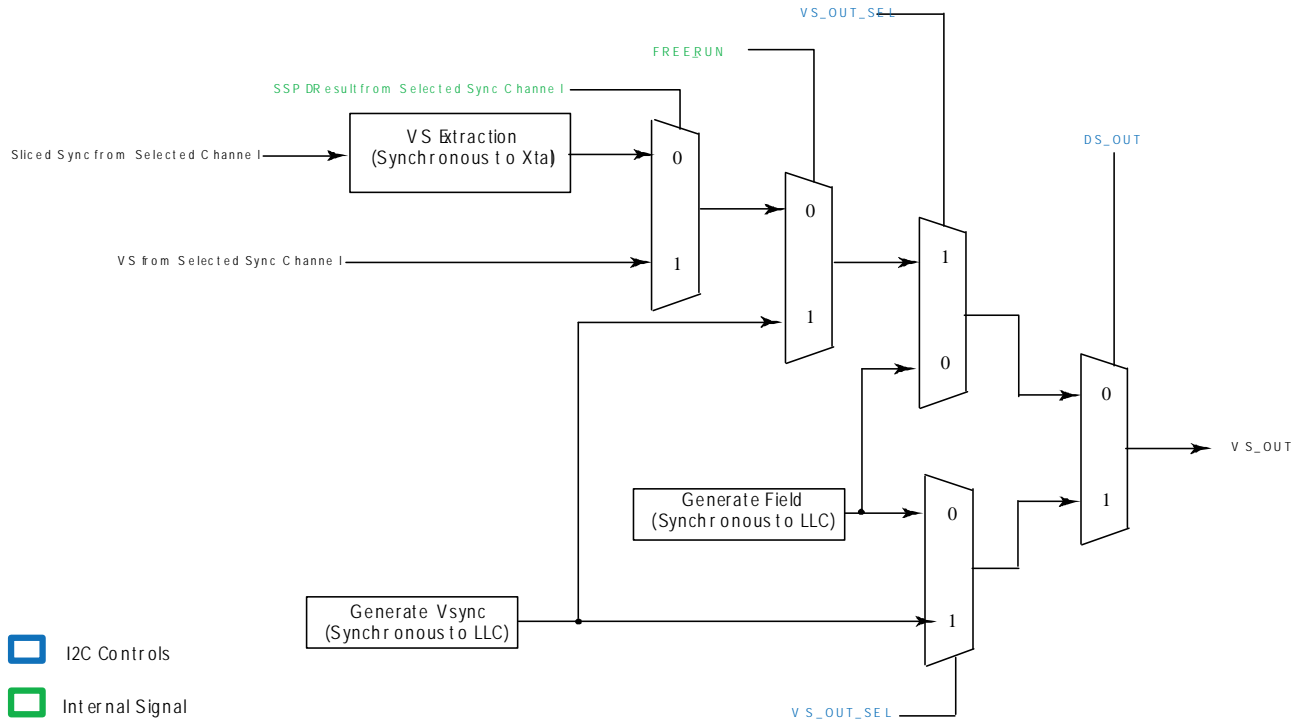 VS_OUT_SEL
FREE_RUN
SSPD Result from Selected Sync Channel
DS_OUT
VS Extraction
(Synchronous to Xtal)
Sliced Sync from Selected Channel
0
0
1
VS from Selected Sync Channel
1
1
0
0
VS_OUT
Generate Field
(Synchronous to LLC)
0
1
Generate Vsync
(Synchronous to LLC)
1
I2C Controls
Internal Signal
VS_OUT_SEL